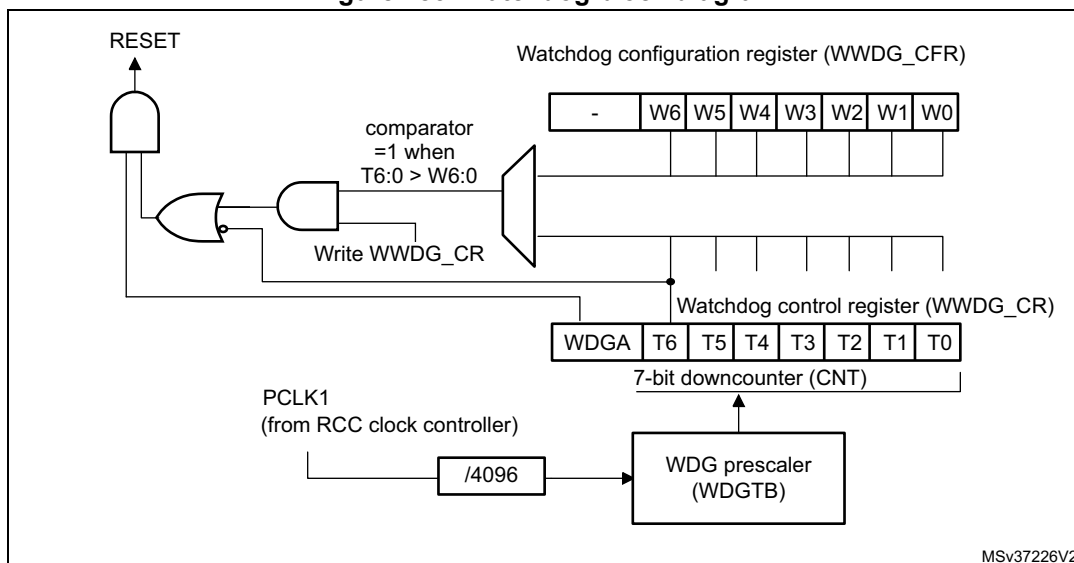 RESET
Watchdog configuration register (WWDG_CFR)
- W6 W5 W4 W3 W2 W1 W0
comparator
=1 when
T6:0 > W6:0
Write WWDG_CR
Watchdog control register (WWDG_CR)
WDGA T6 T5 T4 T3 T2 T1 T0
7-bit downcounter (CNT)
PCLK1
(from RCC clock controller)
/4096
WDG prescaler
(WDGTB)
MSv37226V2